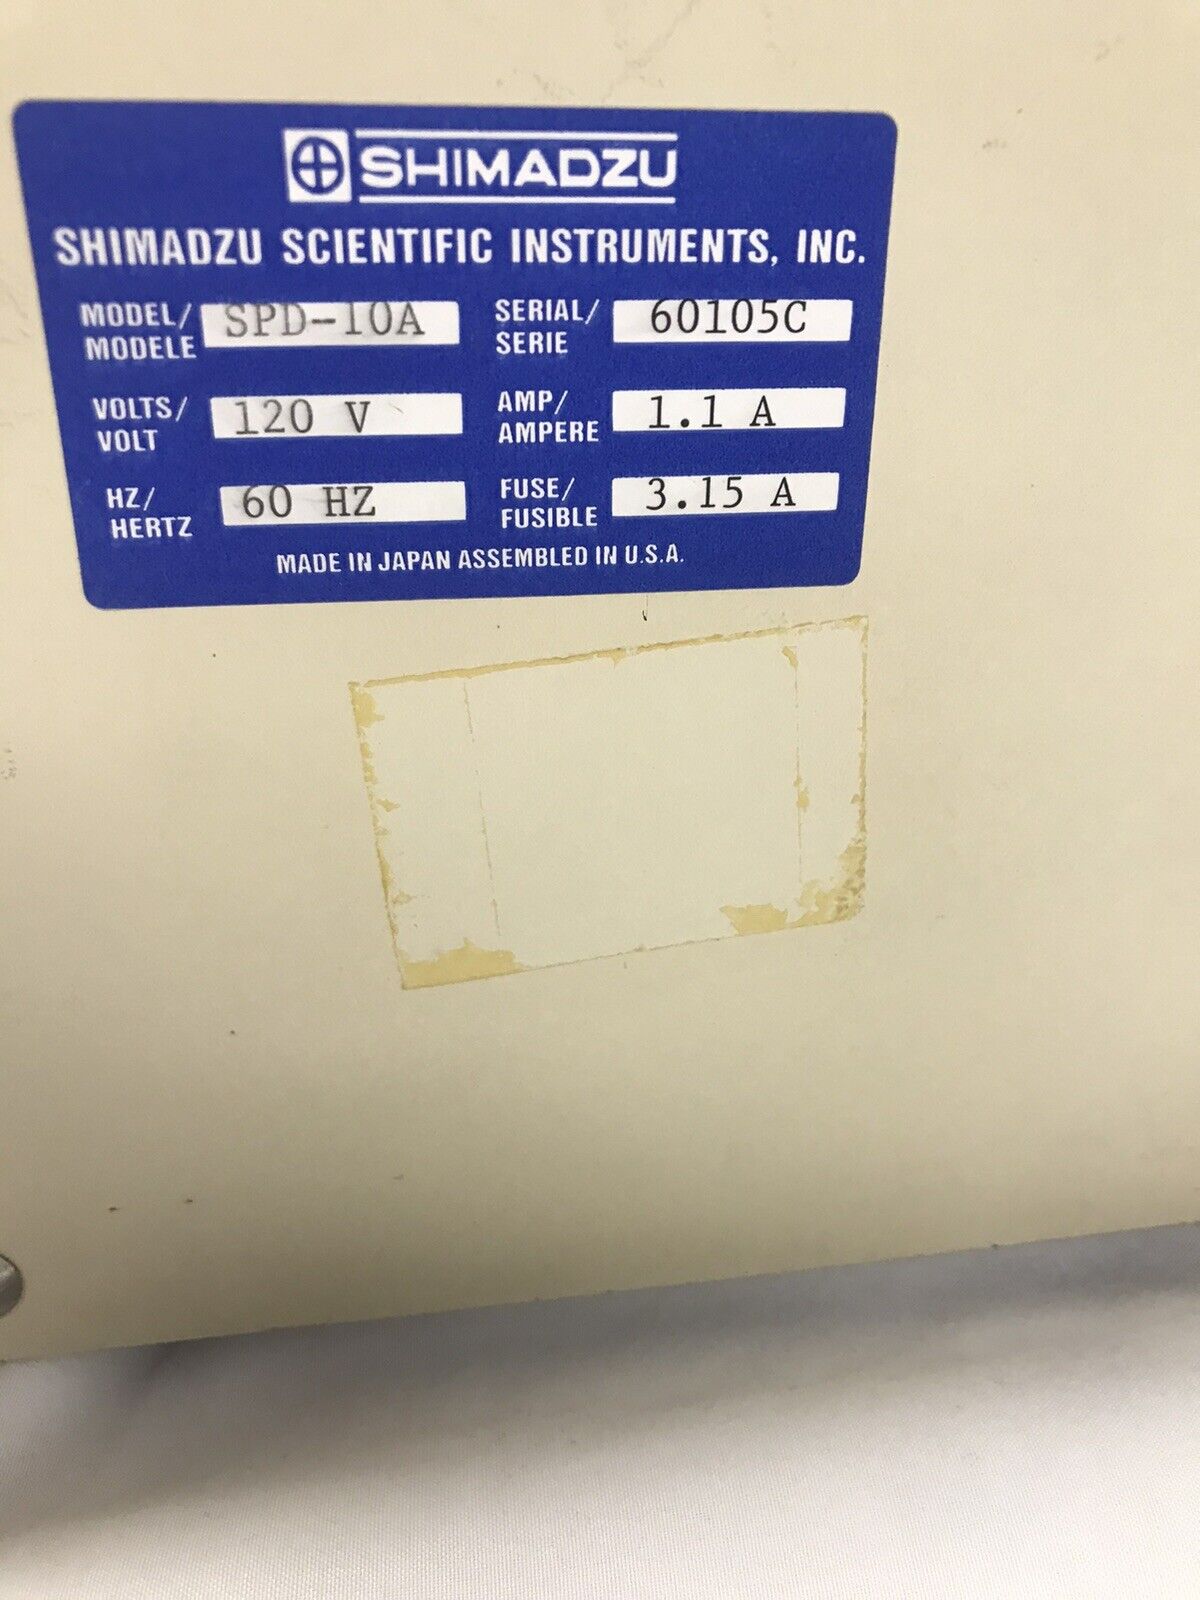 SHIMADZU
SHIMADZU SCIENTIFIC INSTRUMENTS, INC.
MODEL/ MODELE SPD-10A SERIAL/ SERIE 60105C
VOLTS/ VOLT 120 V AMP/ AMPERE 1.1 A
HZ/ HERTZ 60 HZ FUSE/ FUSIBLE 3.15 A
MADE IN JAPAN ASSEMBLED IN U.S.A.